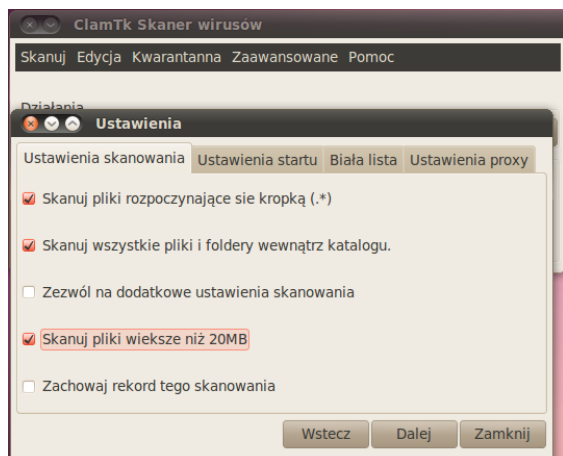 ClamTk Skaner wirusów
Skanuj Edycja Kwarantanna Zaawansowane Pomoc
Działania
Ustawienia
Ustawienia skanowania Ustawienia startu Biała lista Ustawienia proxy
Skanuj pliki rozpoczynające sie kropką (.*)
Skanuj wszystkie pliki i foldery wewnątrz katalogu.
Zezwól na dodatkowe ustawienia skanowania
Skanuj pliki wieksze niż 20MB
Zachowaj rekord tego skanowania
Wstecz Dalej Zamknij